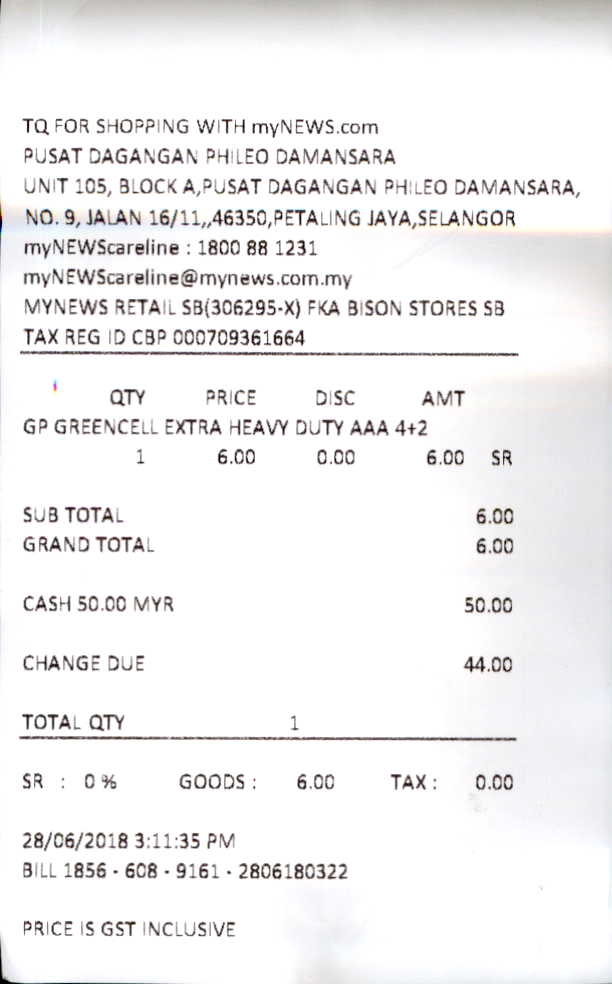 TQ FOR SHOPPING WITH myNEWS.com
PUSAT DAGANGAN PHILEO DAMANSARA
UNIT 105, BLOCK A,PUSAT DAGANGAN PHILEO DAMANSARA,
NO. 9, JALAN 16/11,,46350,PETALING JAYA,SELANGOR
myNEWScareline : 1800 88 1231
myNEWScareline@mynews.com.my
MYNEWS RETAIL SB(306295-X) FKA BISON STORES SB
TAX REG ID CBP 000709361664
QTY PRICE DISC AMT
GP GREENCELL EXTRA HEAVY DUTY AAA 4+2
1 6.00 0.00 6.00 SR
SUB TOTAL 6.00
GRAND TOTAL 6.00
CASH 50.00 MYR 50.00
CHANGE DUE 44.00
TOTAL QTY 1
SR : 0 % GOODS : 6.00 TAX : 0.00
28/06/2018 3:11:35 PM
BILL 1856 - 608 - 9161 - 2806180322
PRICE IS GST INCLUSIVE